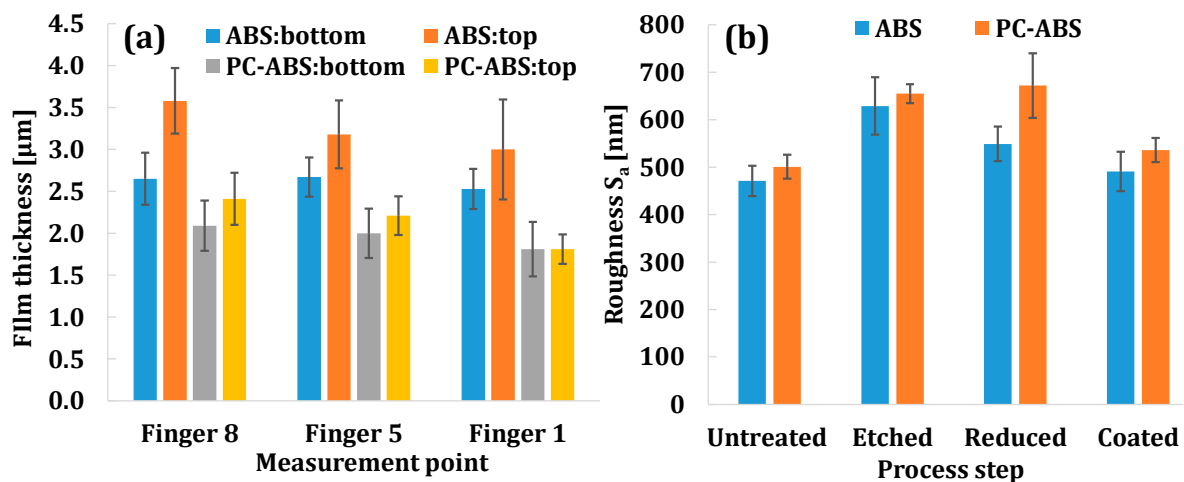 (a)
ABS:bottom ABS:top
PC-ABS:bottom PC-ABS:top
FIlm thickness [µm]
4.5
4.0
3.5
3.0
2.5
2.0
1.5
1.0
0.5
0.0
Finger 8 Finger 5 Finger 1
Measurement point
(b)
ABS PC-ABS
Roughness Sa [nm]
800
700
600
500
400
300
200
100
0
Untreated Etched Reduced Coated
Process step